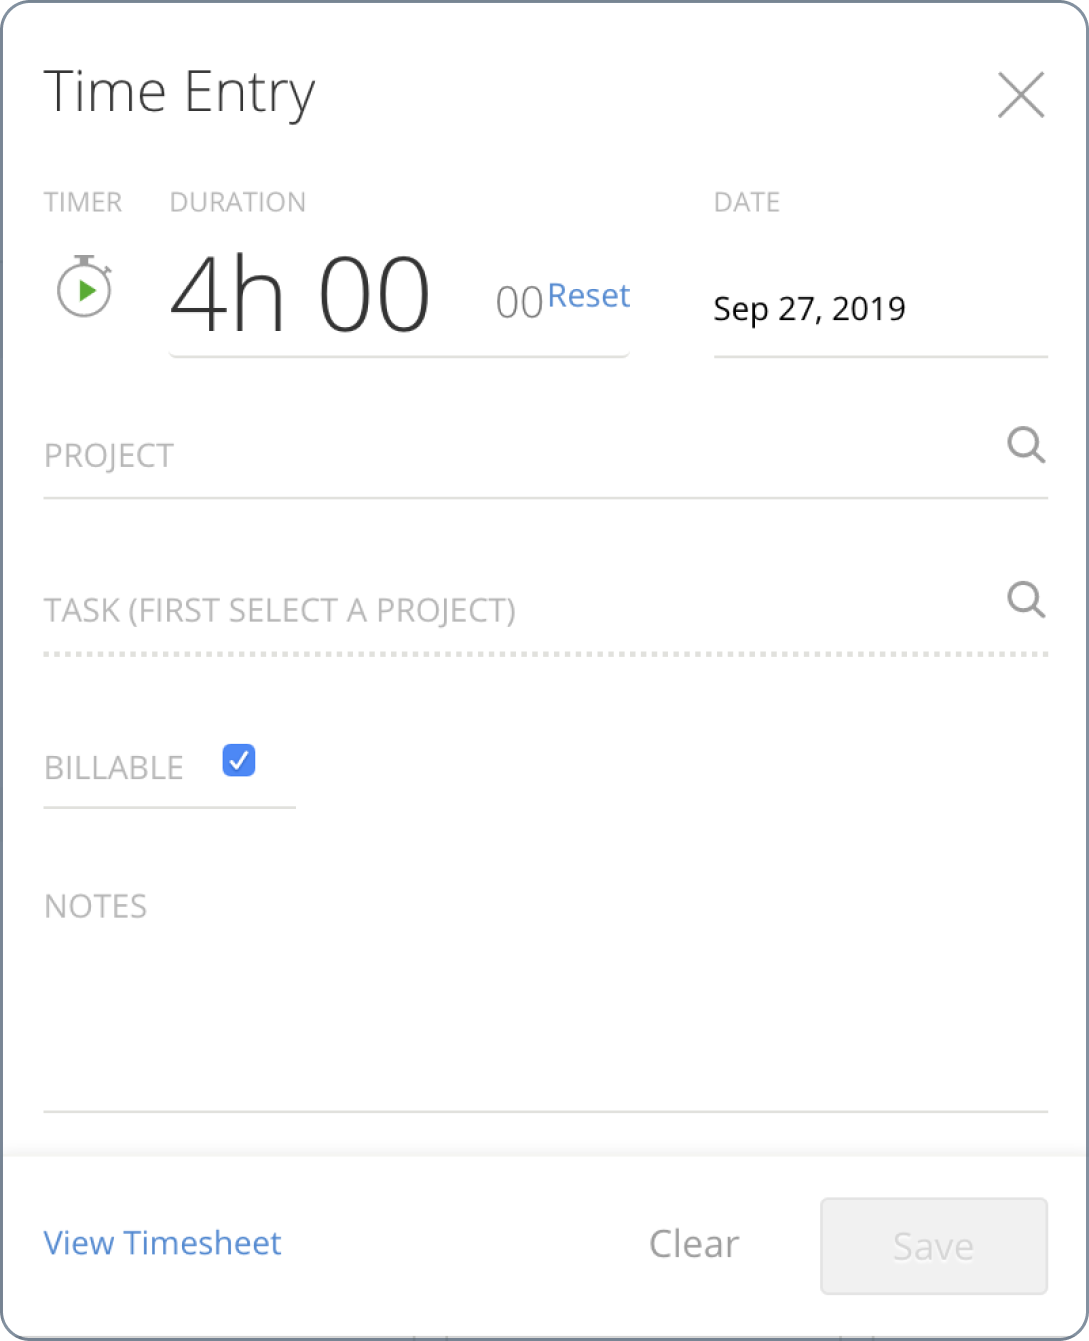 Time Entry
TIMER DURATION DATE
4h 00 00 Reset Sep 27, 2019
PROJECT
TASK (FIRST SELECT A PROJECT)
BILLABLE
NOTES
View Timesheet Clear Save